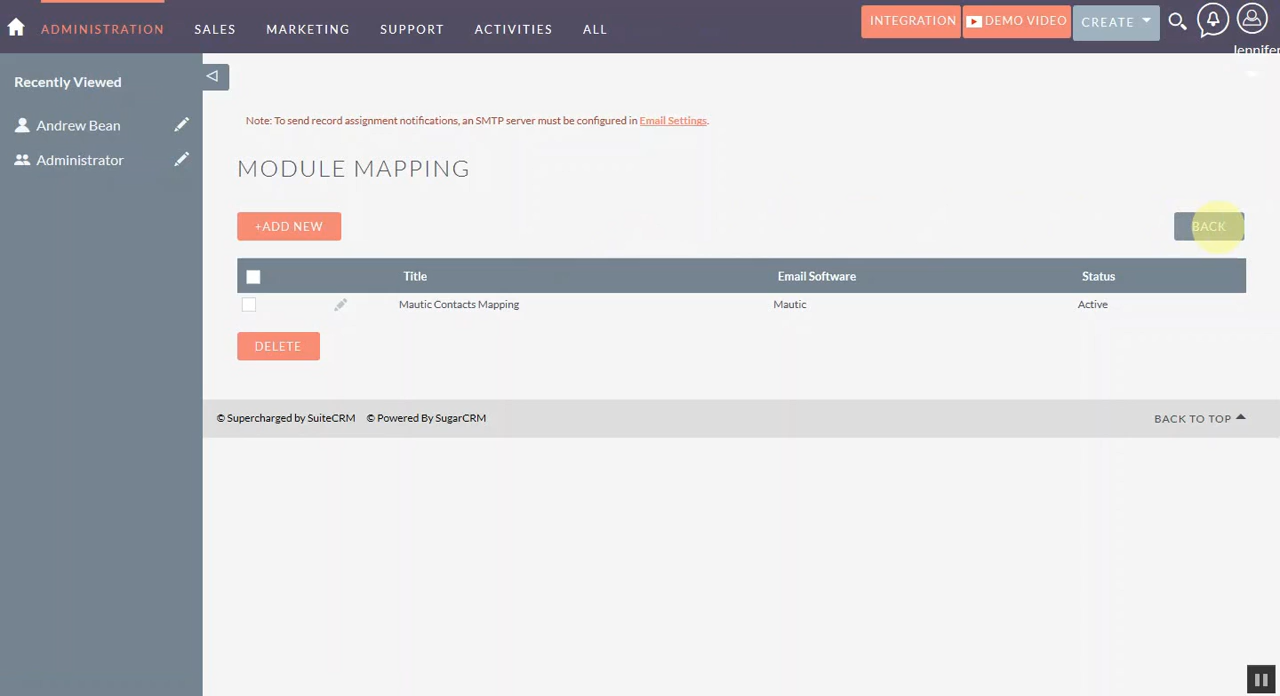 ADMINISTRATION SALES MARKETING SUPPORT ACTIVITIES ALL INTEGRATION DEMO VIDEO CREATE
Jennifer
Recently Viewed
Andrew Bean
Administrator
Note: To send record assignment notifications, an SMTP server must be configured in Email Settings.
MODULE MAPPING
+ADD NEW BACK
Title Email Software Status
Mautic Contacts Mapping Mautic Active
DELETE
© Supercharged by SuiteCRM © Powered By SugarCRM BACK TO TOP